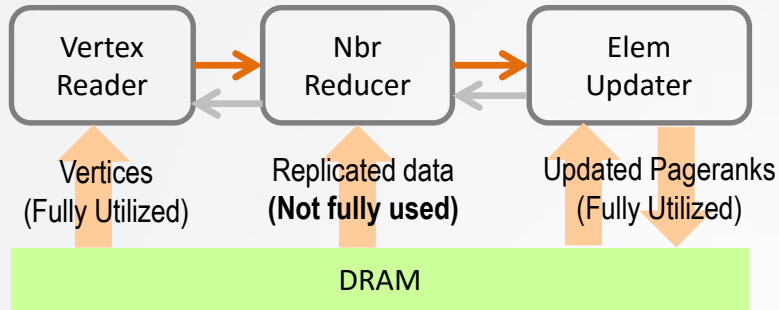 Vertex
Reader
Nbr
Reducer
Elem
Updater
Vertices
(Fully Utilized)
Replicated data
(Not fully used)
Updated Pageranks
(Fully Utilized)
DRAM